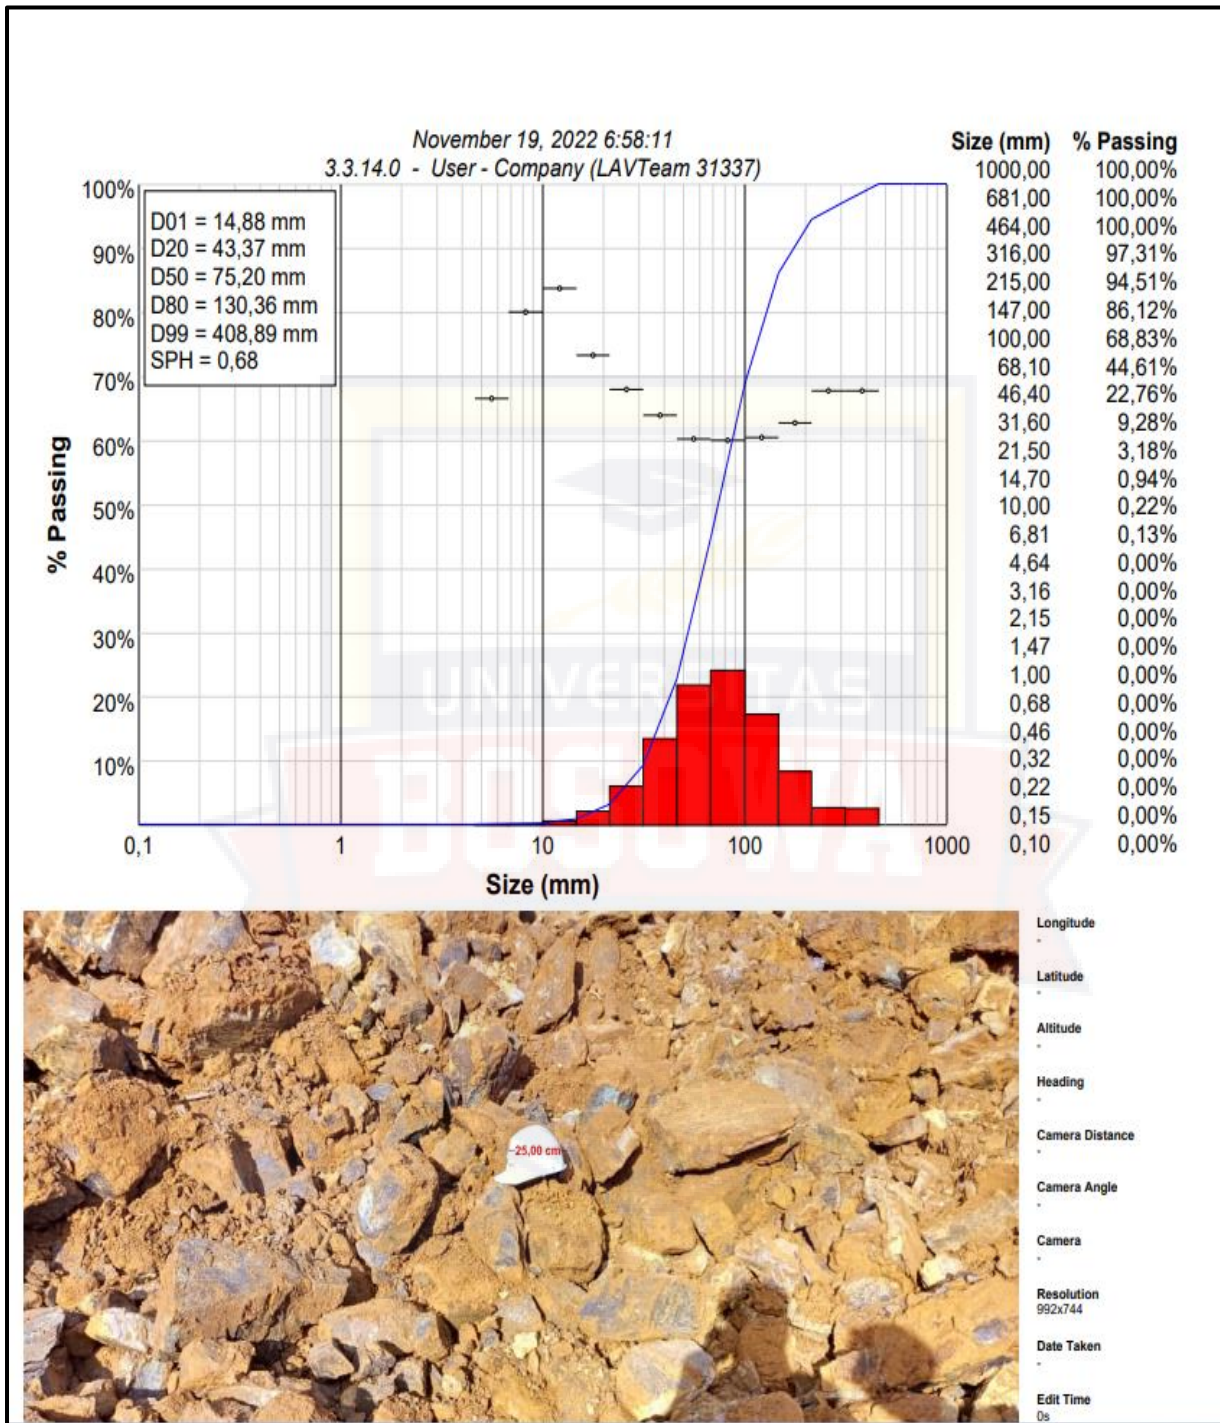 November 19, 2022 6:58:11
3.3.14.0 - User - Company (LAVTeam 31337)
Size (mm) % Passing
1000,00 100,00%
681,00 100,00%
464,00 100,00%
316,00 97,31%
215,00 94,51%
147,00 86,12%
100,00 68,83%
68,10 44,61%
46,40 22,76%
31,60 9,28%
21,50 3,18%
14,70 0,94%
10,00 0,22%
6,81 0,13%
4,64 0,00%
3,16 0,00%
2,15 0,00%
1,47 0,00%
1,00 0,00%
0,68 0,00%
0,46 0,00%
0,32 0,00%
0,22 0,00%
0,15 0,00%
0,10 0,00%
D01 = 14,88 mm
D20 = 43,37 mm
D50 = 75,20 mm
D80 = 130,36 mm
D99 = 408,89 mm
SPH = 0,68
% Passing
100%
90%
80%
70%
60%
50%
40%
30%
20%
10%
0,1 1 10 100 1000
Size (mm)
UNIVERSITAS
BOSOWA
25,00 cm
Longitude
-
Latitude
-
Altitude
-
Heading
-
Camera Distance
-
Camera Angle
-
Camera
-
Resolution
992x744
Date Taken
-
Edit Time
0s